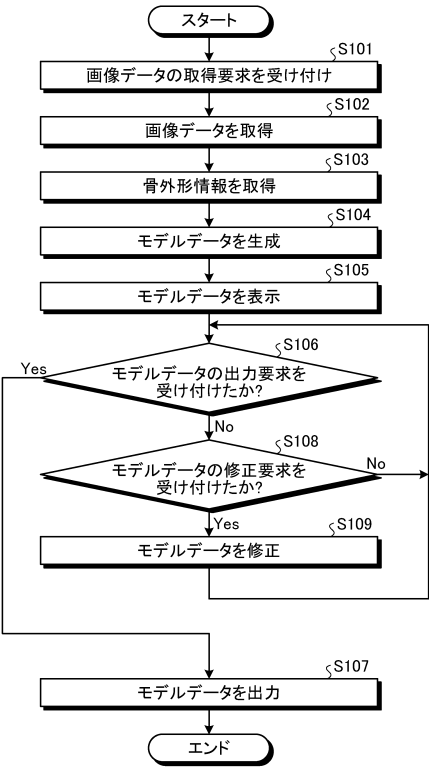 スタート
S101
画像データの取得要求を受け付け
S102
画像データを取得
S103
骨外形情報を取得
S104
モデルデータを生成
S105
モデルデータを表示
S106
モデルデータの出力要求を
受け付けたか?
Yes
No
S108
モデルデータの修正要求を
受け付けたか?
No
Yes
S109
モデルデータを修正
S107
モデルデータを出力
エンド